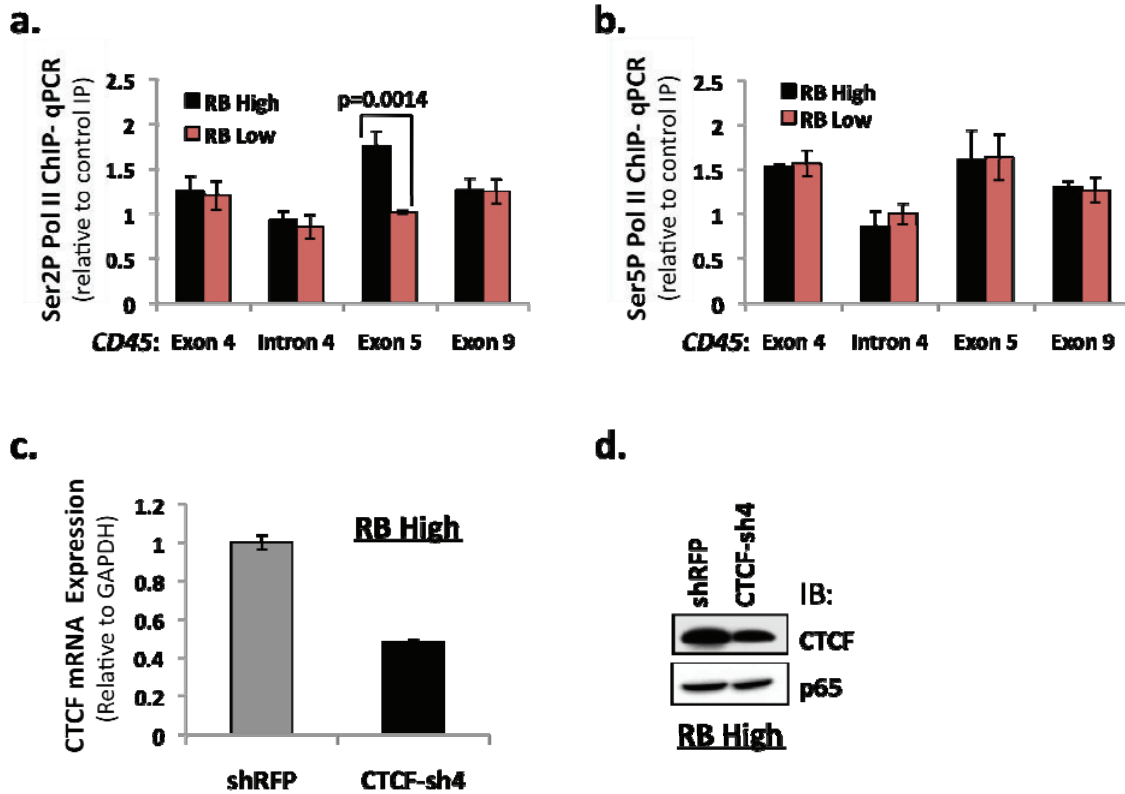 a.
Ser2P Pol II ChIP- qPCR
(relative to control IP)
2.5
2
1.5
1
0.5
0
RB High
RB Low
p=0.0014
CD45: Exon 4 Intron 4 Exon 5 Exon 9
b.
Ser5P Pol II ChIP- qPCR
(relative to control IP)
2.5
2
1.5
1
0.5
0
RB High
RB Low
CD45: Exon 4 Intron 4 Exon 5 Exon 9
c.
CTCF mRNA Expression
(Relative to GAPDH)
1.2
1
0.8
0.6
0.4
0.2
0
RB High
shRFP CTCF-sh4
d.
shRFP
CTCF-sh4
IB:
CTCF
p65
RB High